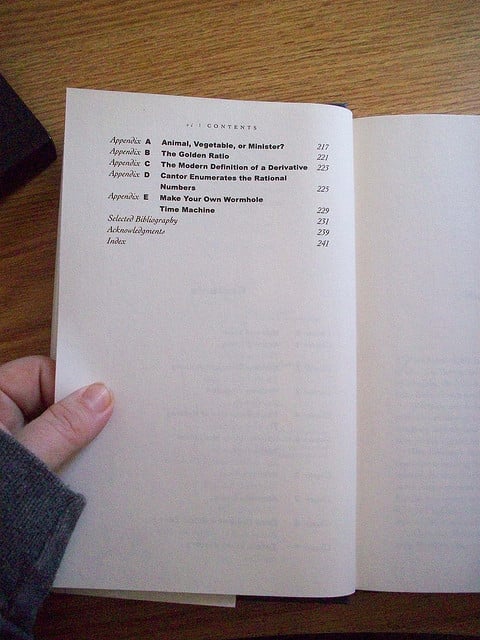 CONTENTS
Appendix A Animal, Vegetable, or Minister? 217
Appendix B The Golden Ratio 221
Appendix C The Modern Definition of a Derivative 223
Appendix D Cantor Enumerates the Rational
Numbers 225
Appendix E Make Your Own Wormhole
Time Machine 229
Selected Bibliography 231
Acknowledgments 239
Index 241